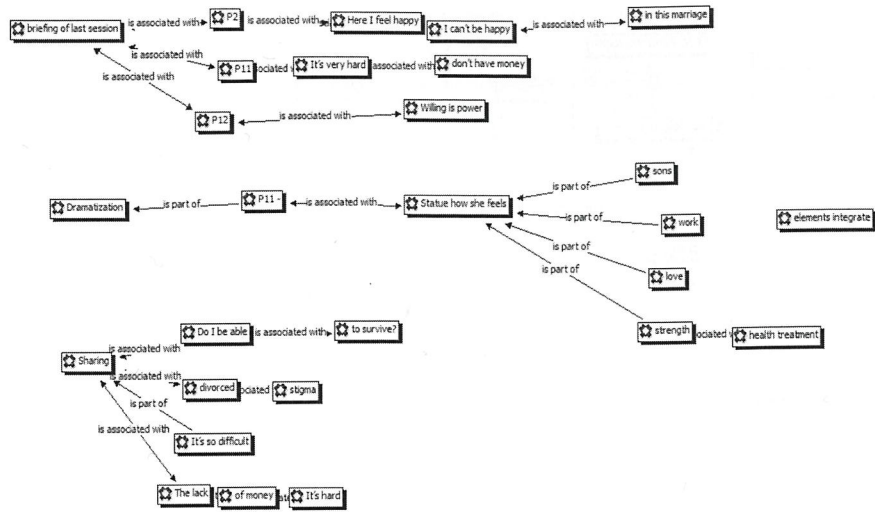 briefing of last session
is associated with
P2
is associated with
Here I feel happy
I can't be happy
is associated with
in this marriage
is associated with
P11
sociated
It's very hard
associated with
don't have money
is associated with
P12
is associated with
Willing is power
Dramatization
is part of
P11 -
is associated with
Statue how she feels
is part of
sons
is part of
work
is part of
love
is part of
strength
sociated
health treatment
elements integrate
Sharing
is associated with
Do I be able
is associated with
to survive?
is associated with
divorced
ociated
stigma
is part of
It's so difficult
is associated with
The lack
of money
It's hard